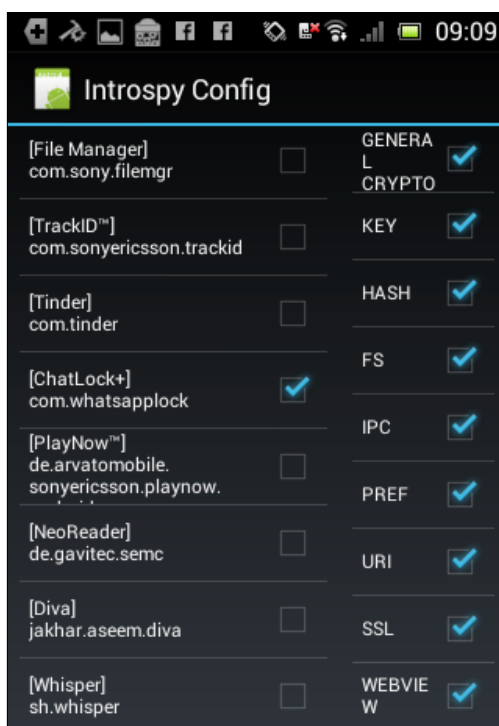 09:09
Introspy Config
[File Manager]
com.sony.filemgr
[TrackID™]
com.sonyericsson.trackid
[Tinder]
com.tinder
[ChatLock+]
com.whatsapplock
[PlayNow™]
de.arvatomobile.
sonyericsson.playnow.
[NeoReader]
de.gavitec.semc
[Diva]
jakhar.aseem.diva
[Whisper]
sh.whisper
GENERA
L
CRYPTO
KEY
HASH
FS
IPC
PREF
URI
SSL
WEBVIE
W